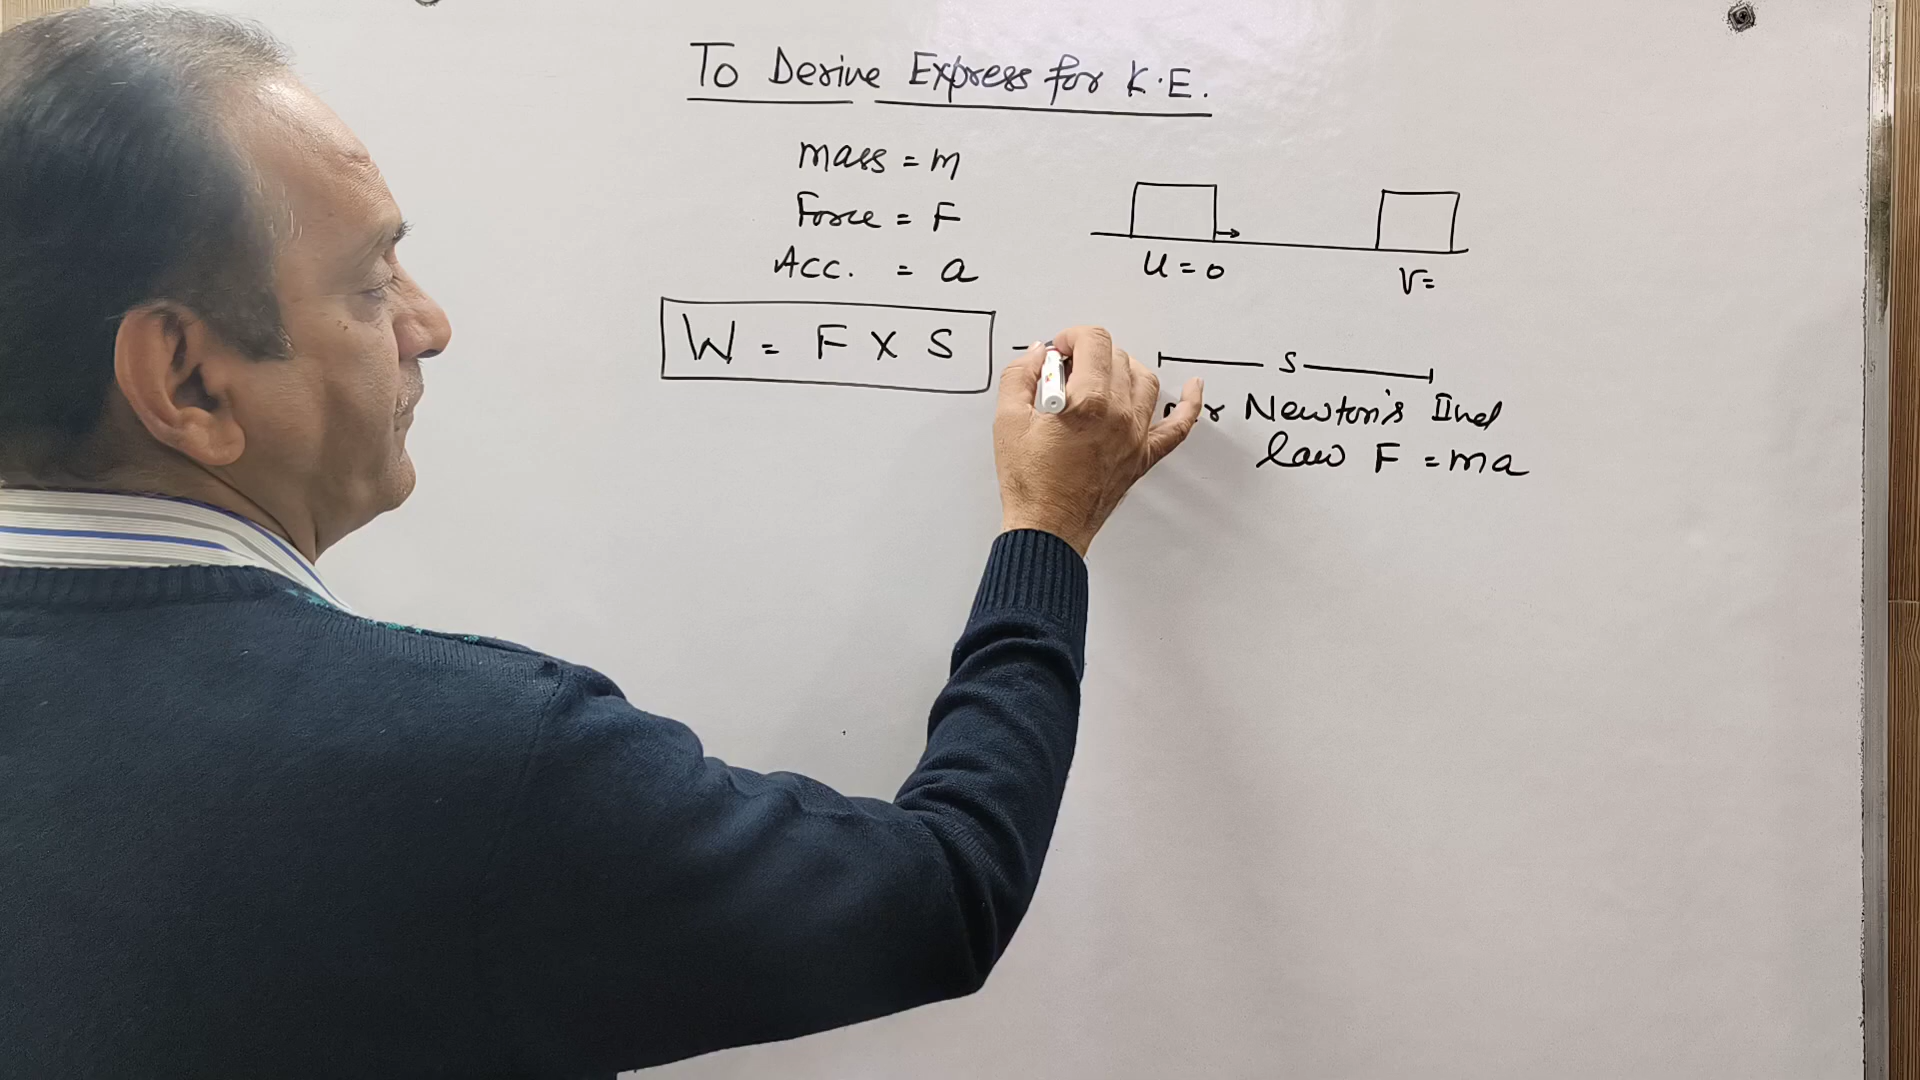 To Derive Express for K.E.
mass = m
Force = F
Acc. = a
U = 0
V=
W = F X S
S
Newton's IInd
law F = ma